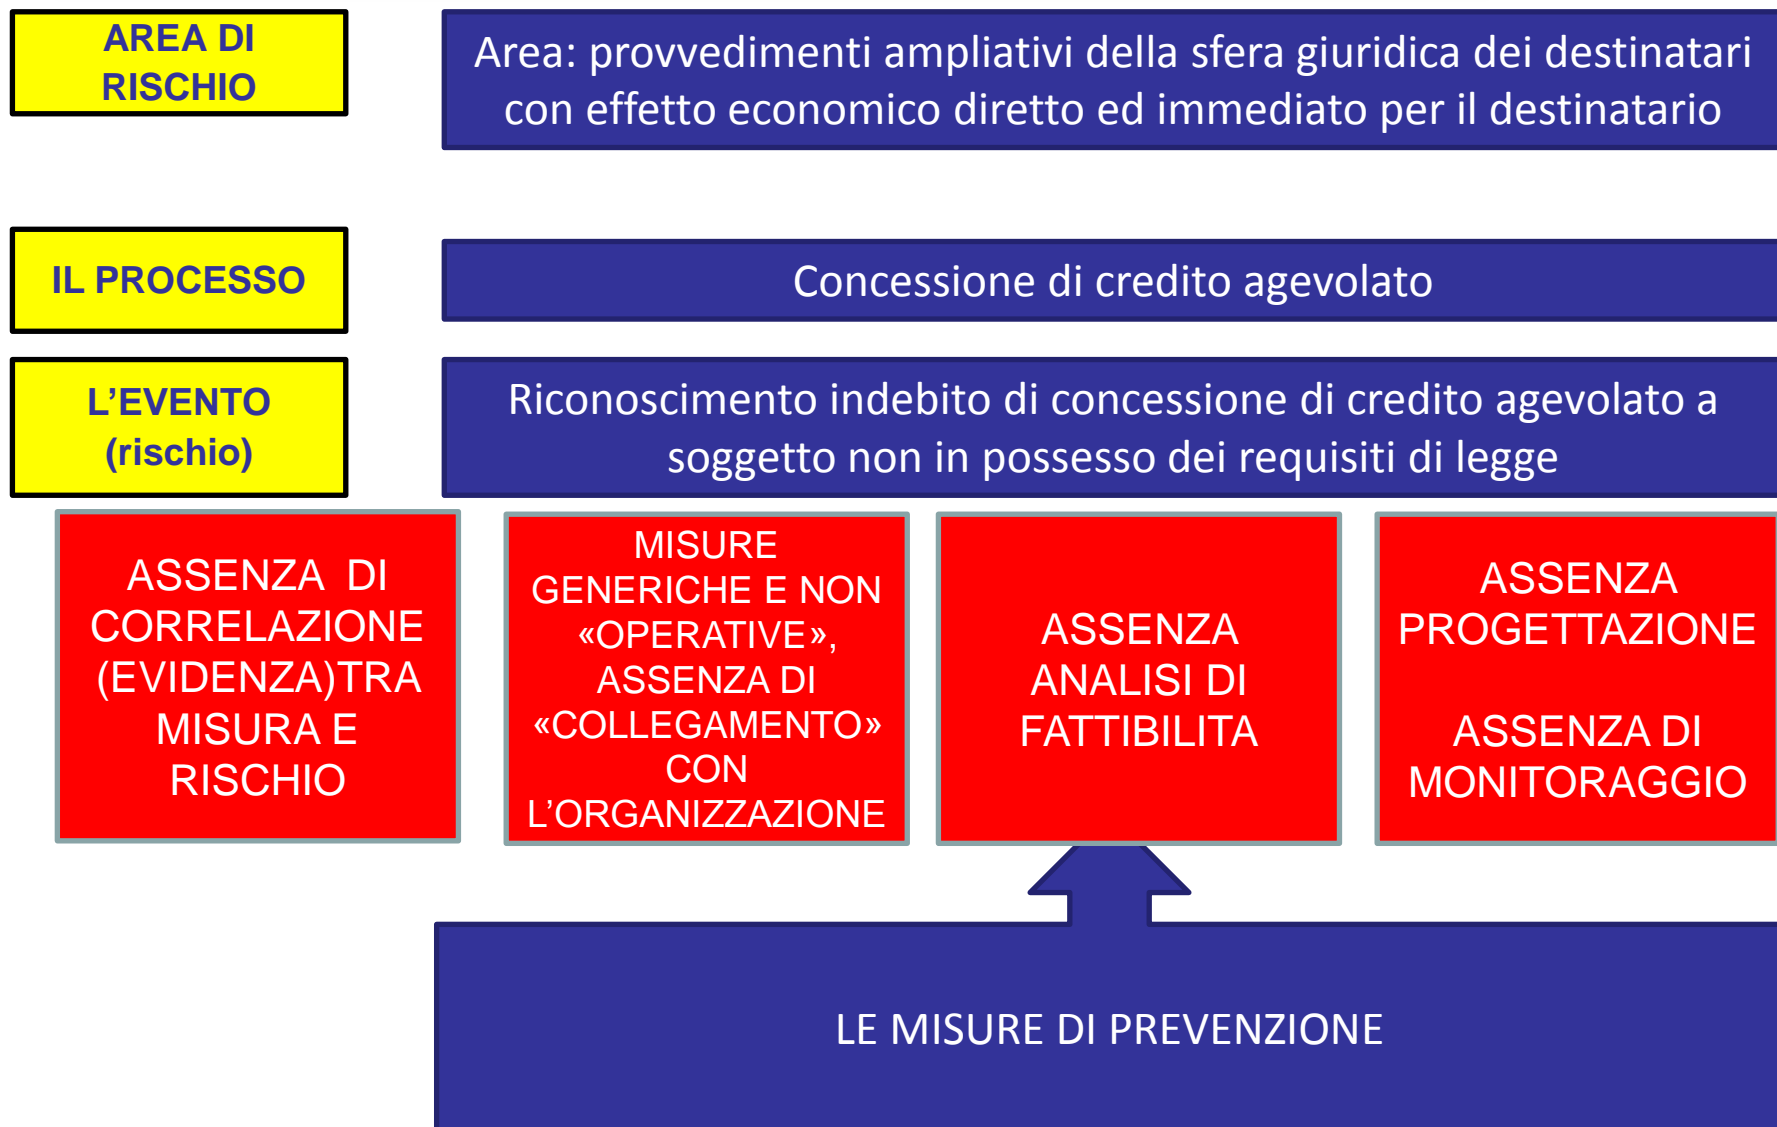 AREA DI
RISCHIO
Area: provvedimenti ampliativi della sfera giuridica dei destinatari
con effetto economico diretto ed immediato per il destinatario
IL PROCESSO
Concessione di credito agevolato
L’EVENTO
(rischio)
Riconoscimento indebito di concessione di credito agevolato a
soggetto non in possesso dei requisiti di legge
ASSENZA DI
CORRELAZIONE
(EVIDENZA)TRA
MISURA E
RISCHIO
MISURE
GENERICHE E NON
«OPERATIVE»,
ASSENZA DI
«COLLEGAMENTO»
CON
L’ORGANIZZAZIONE
ASSENZA
ANALISI DI
FATTIBILITA
ASSENZA
PROGETTAZIONE
ASSENZA DI
MONITORAGGIO
LE MISURE DI PREVENZIONE